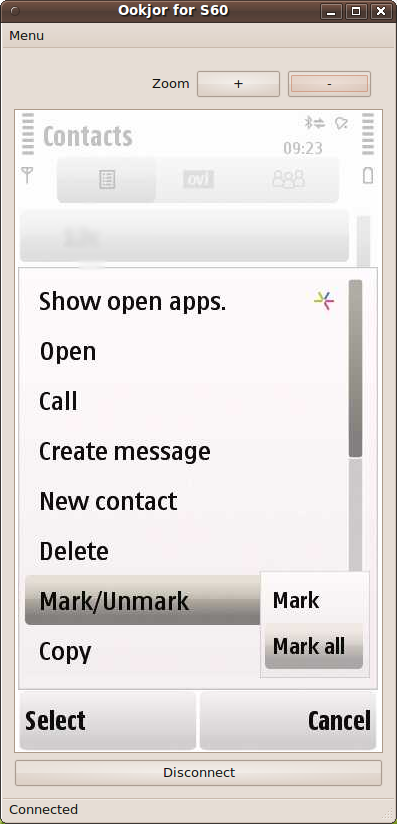 Ookjor for S60
Menu
Zoom + -
Contacts
09:23
ovi
Show open apps.
Open
Call
Create message
New contact
Delete
Mark/Unmark
Mark
Mark all
Copy
Select Cancel
Disconnect
Connected